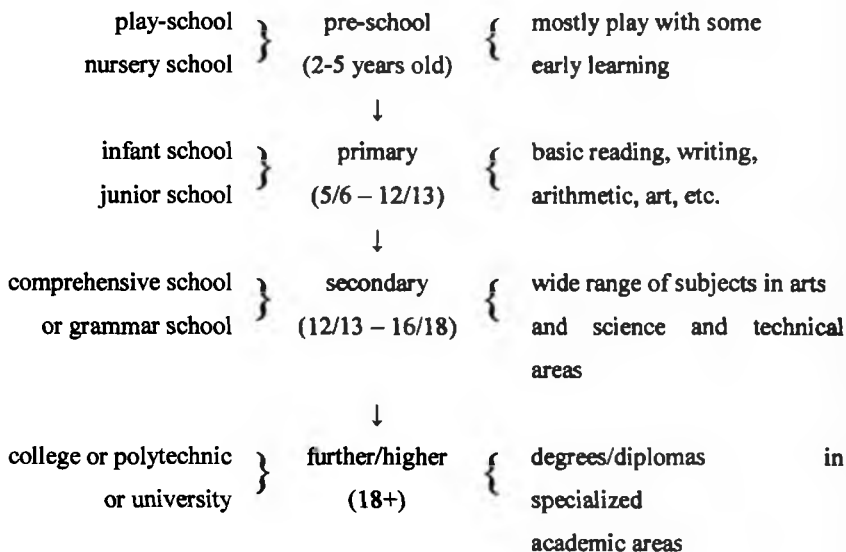 play-school } pre-school { mostly play with some
nursery school (2-5 years old) early learning
↓
infant school } primary { basic reading, writing,
junior school (5/6 – 12/13) arithmetic, art, etc.
↓
comprehensive school } secondary { wide range of subjects in arts
or grammar school (12/13 – 16/18) and science and technical
areas
↓
college or polytechnic } further/higher { degrees/diplomas in
or university (18+) specialized
academic areas